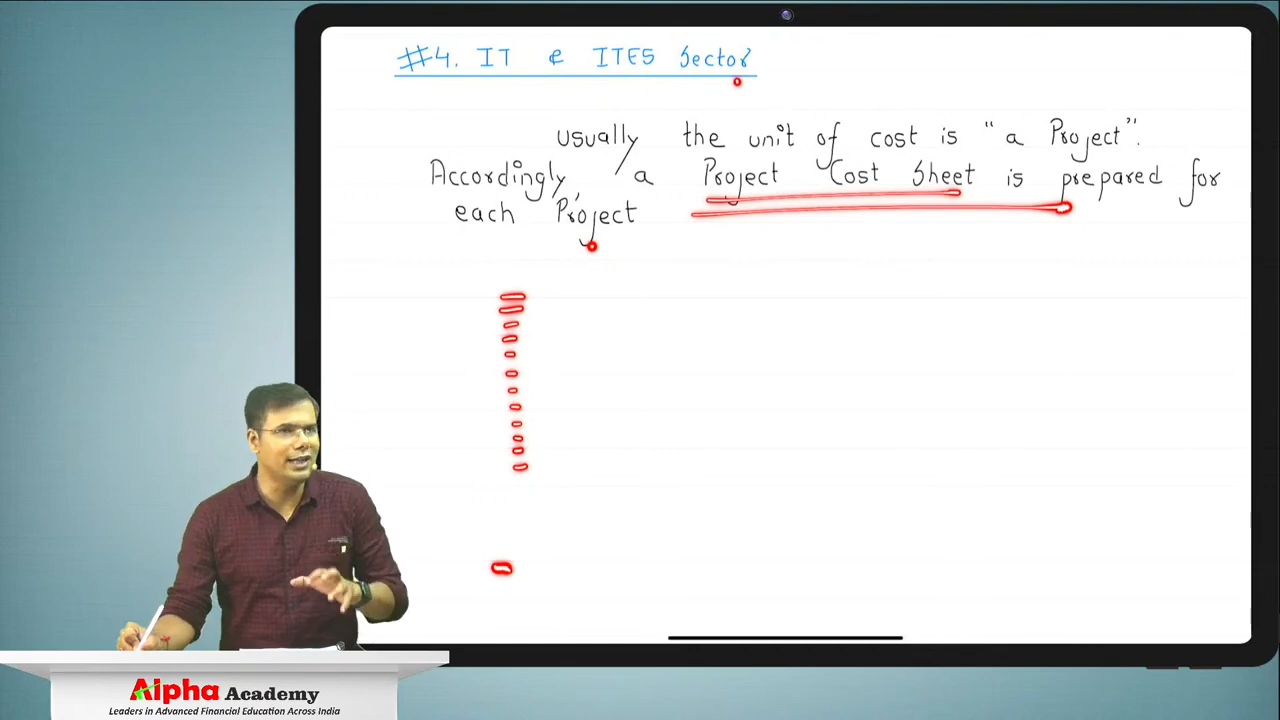 #4. IT & ITES Sector
usually the unit of cost is "a Project".
Accordingly, a Project Cost Sheet is prepared for
each Project
Alpha Academy
Leaders in Advanced Financial Education Across India